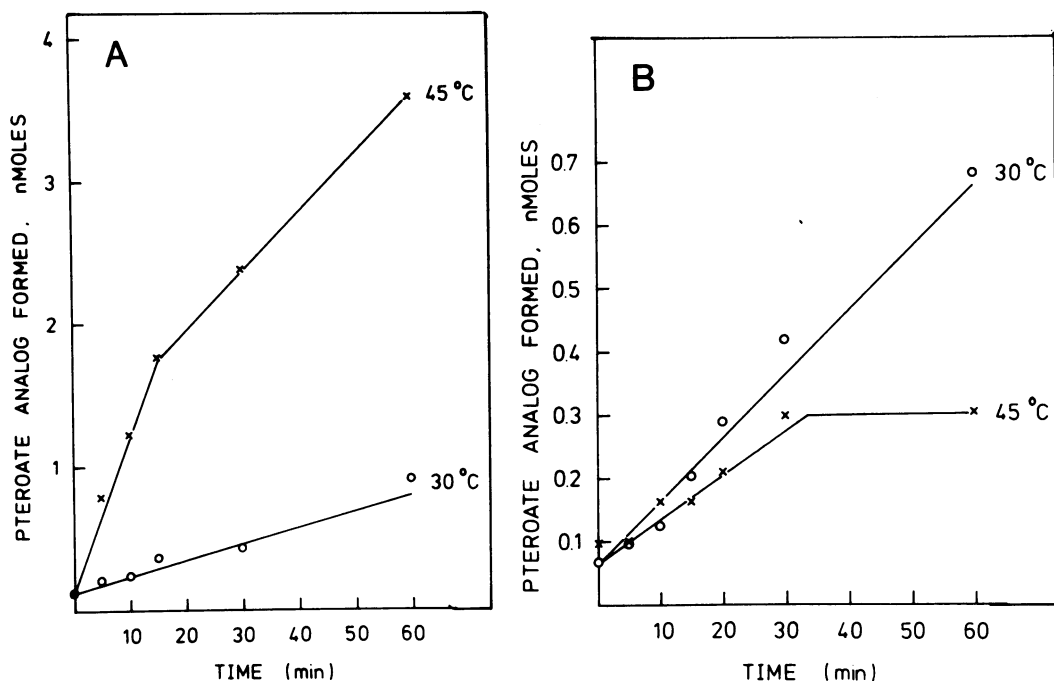 A
PTEROATE ANALOG FORMED, nMOLES
4
3
2
1
45 °C
30 °C
10 20 30 40 50 60
TIME (min)
B
PTEROATE ANALOG FORMED, nMOLES
0.7
0.6
0.5
0.4
0.3
0.2
0.1
30 °C
45 °C
10 20 30 40 50 60
TIME (min)